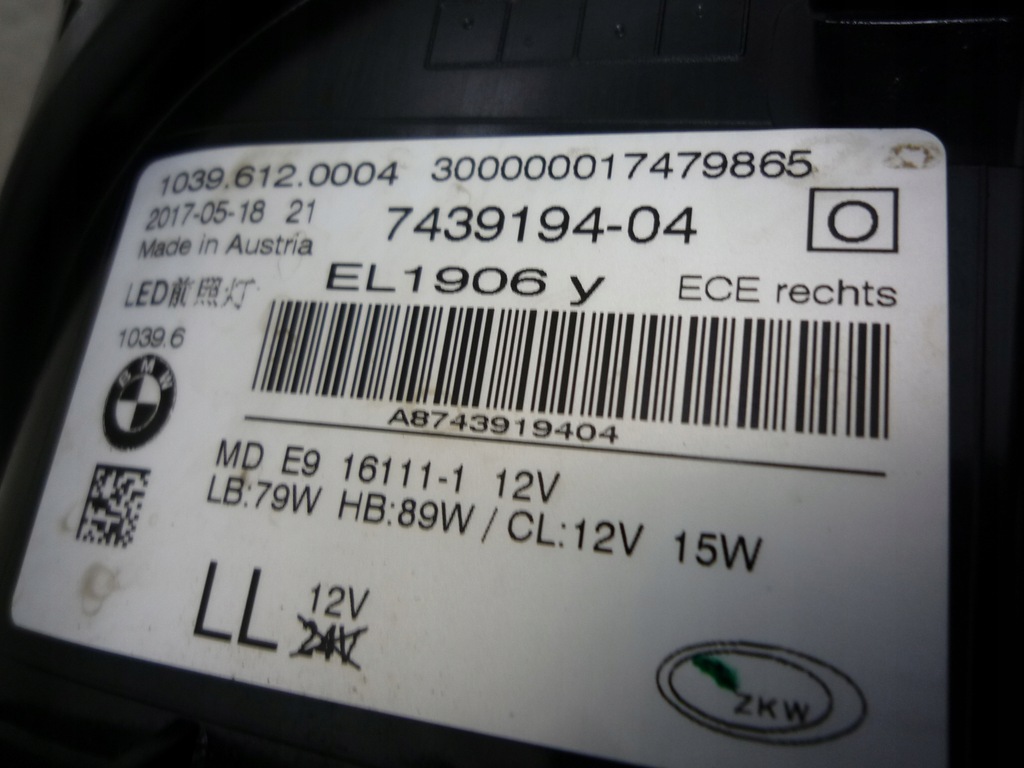 1039.612.0004 300000017479865
2017-05-18 21 7439194-04
Made in Austria
EL1906 y ECE rechts
LED前照灯
1039.6
BMW
A8743919404
MD E9 16111-1 12V
LB:79W HB:89W / CL:12V 15W
LL 12V
24V
ZKW